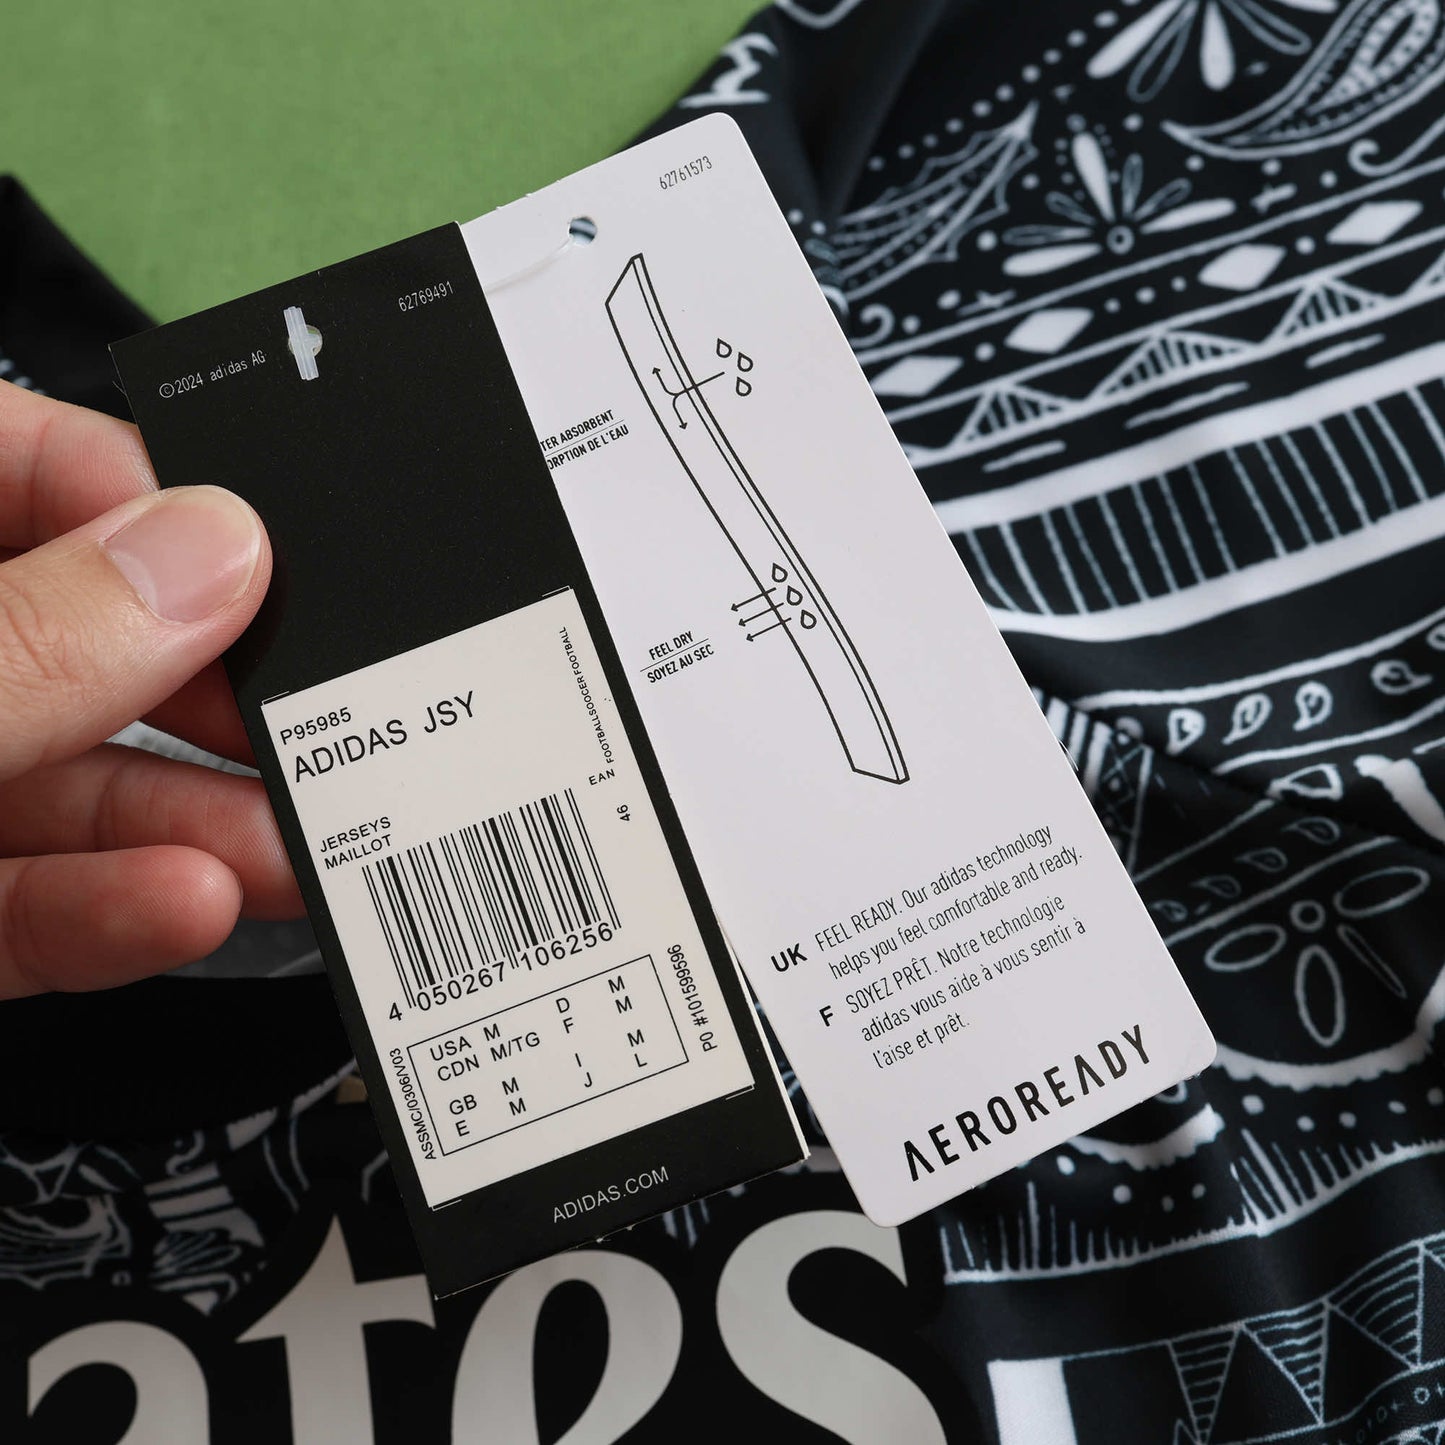 62761573
62769491
©2024 adidas AG
TER ABSORBENT
ORPTION DE L'EAU
FEEL DRY
SOYEZ AU SEC
P95985
ADIDAS JSY
EAN FOOTBALLSOCCERFOOTBALL
46
JERSEYS
MAILLOT
4 050267 106256
USA M D M
CDN M/TG F M
GB M I M
E M J L
ASSMC/0306/V03
PO #101599596
ADIDAS.COM
UK FEEL READY. Our adidas technology
helps you feel comfortable and ready.
F SOYEZ PRÊT. Notre technologie
adidas vous aide à vous sentir à
l'aise et prêt.
AEROREADY
ates